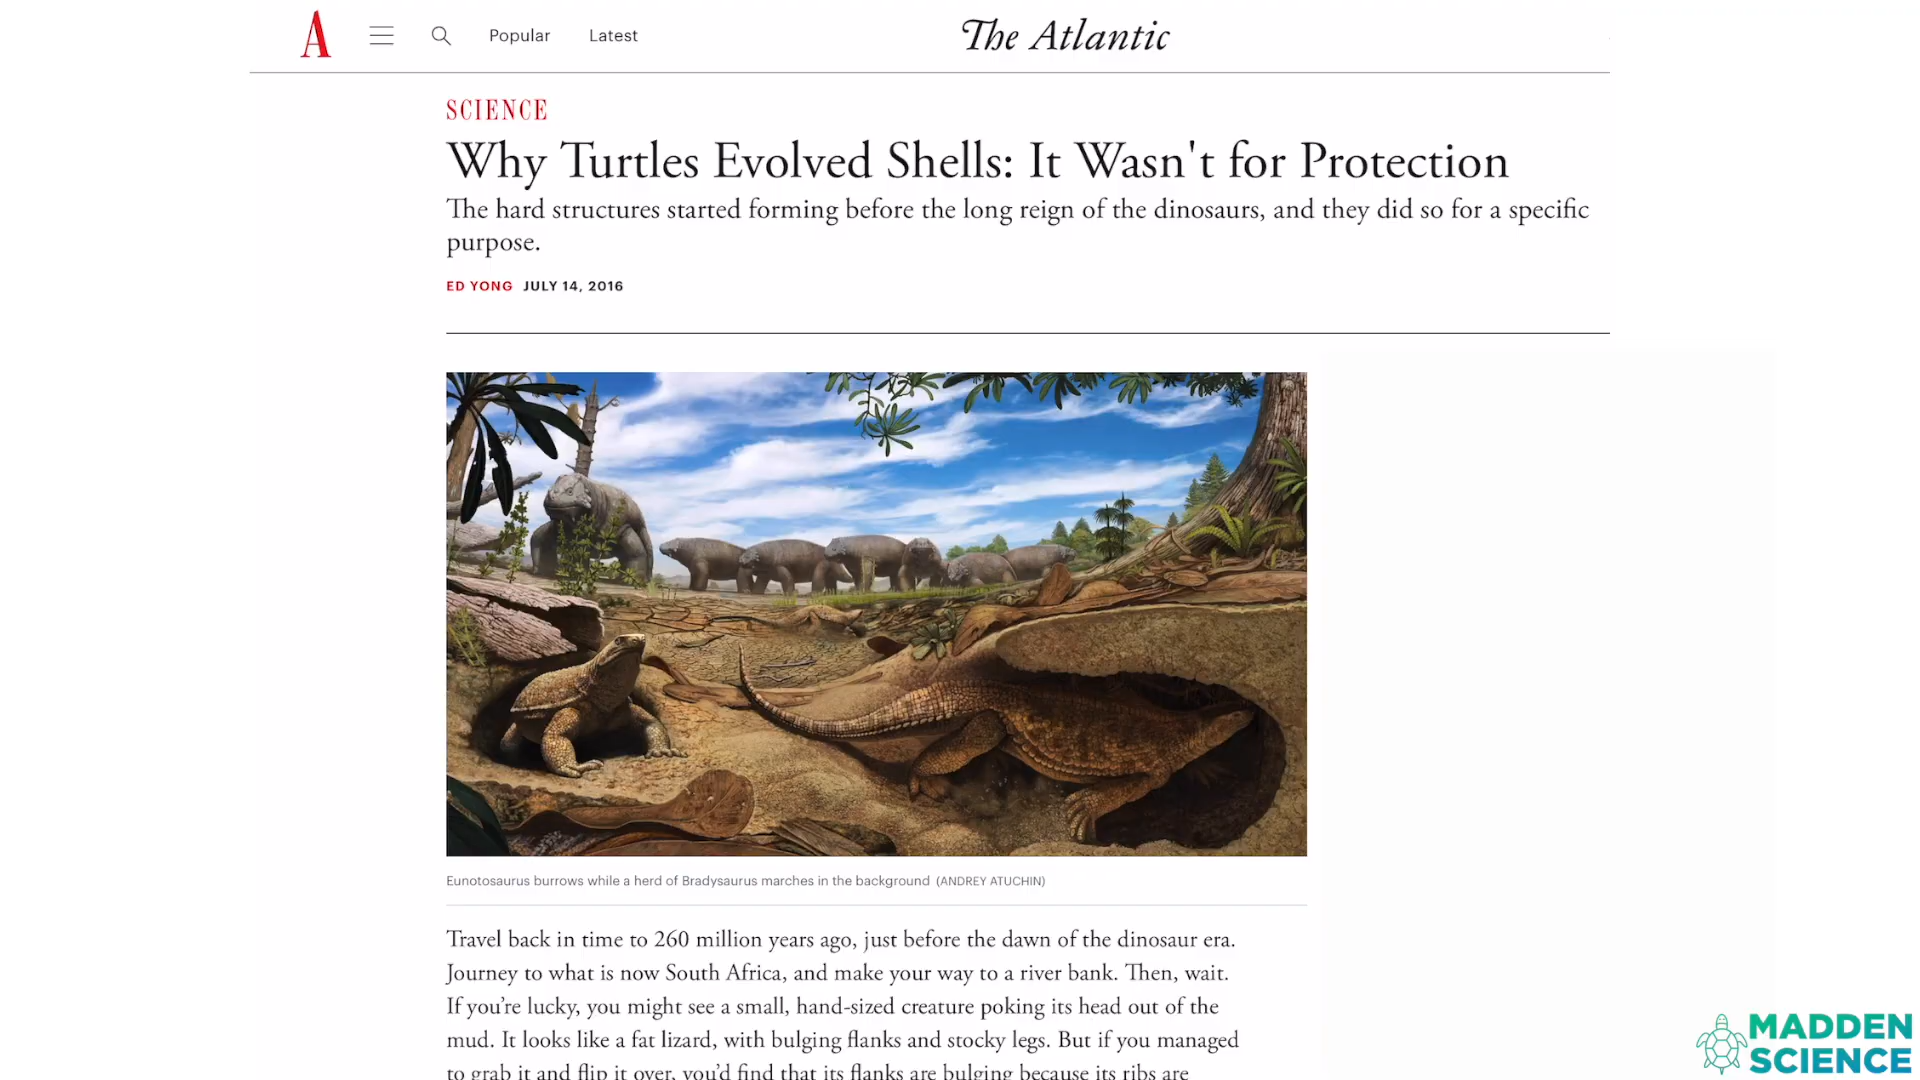 A
Popular
Latest
The Atlantic
SCIENCE
Why Turtles Evolved Shells: It Wasn't for Protection
The hard structures started forming before the long reign of the dinosaurs, and they did so for a specific
purpose.
ED YONG JULY 14, 2016
Eunotosaurus burrows while a herd of Bradysaurus marches in the background (ANDREY ATUCHIN)
Travel back in time to 260 million years ago, just before the dawn of the dinosaur era.
Journey to what is now South Africa, and make your way to a river bank. Then, wait.
If you’re lucky, you might see a small, hand-sized creature poking its head out of the
mud. It looks like a fat lizard, with bulging flanks and stocky legs. But if you managed
to grab it and flip it over, you’d find that its flanks are bulging because its ribs are
MADDEN
SCIENCE